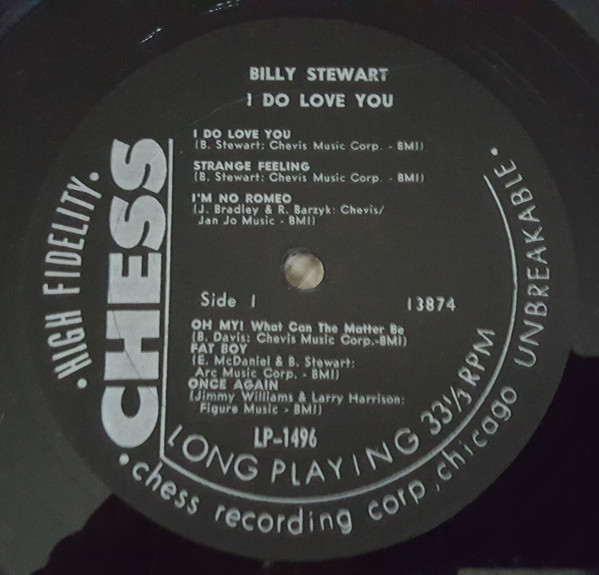 BILLY STEWART
I DO LOVE YOU
I DO LOVE YOU
(B. Stewart: Chevis Music Corp. - BMI)
STRANGE FEELING
(B. Stewart: Chevis Music Corp. - BMI)
I'M NO ROMEO
(J. Bradley & R. Barzyk: Chevis/
Jan Jo Music - BMI)
Side 1
13874
OH MY! What Can The Matter Be
(B. Davis: Chevis Music Corp.-BMI)
FAT BOY
(E. McDaniel & B. Stewart:
Arc Music Corp. - BMI)
ONCE AGAIN
(Jimmy Williams & Larry Harrison:
Figure Music - BMI)
LP-1496
CHESS
•HIGH FIDELITY•
LONG PLAYING 33⅓ RPM
•chess recording corp., chicago UNBREAKABLE•